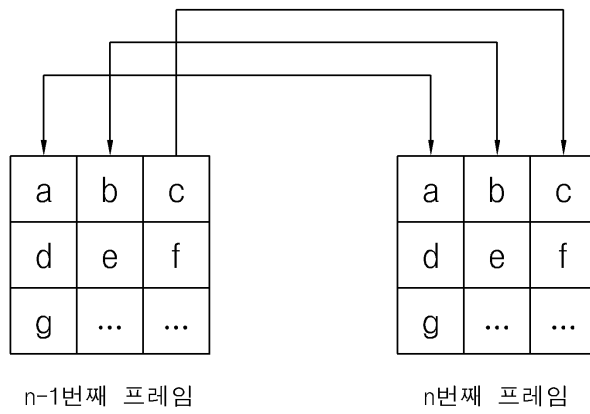 a b c a b c
d e f d e f
g ... ... g ... ...
n-1번째 프레임 n번째 프레임